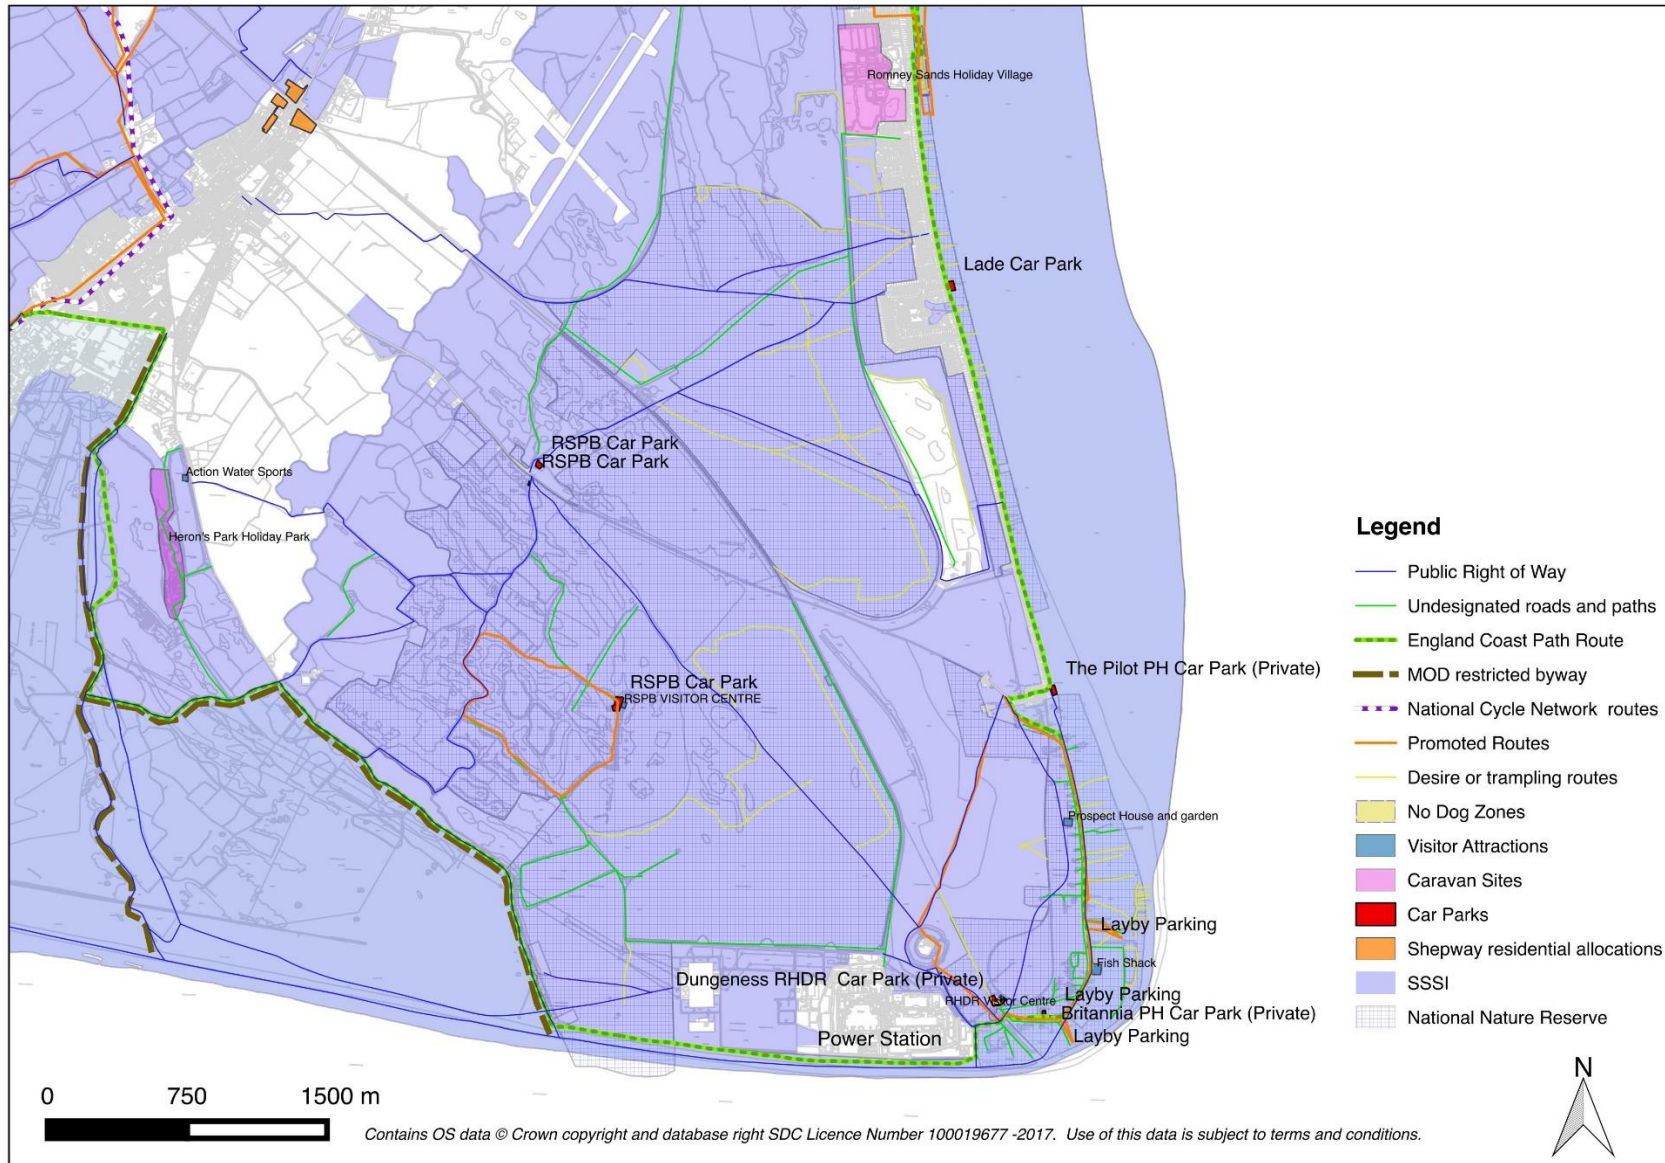 Romney Sands Holiday Village
Lade Car Park
RSPB Car Park
RSPB Car Park
Action Water Sports
Heron's Park Holiday Park
The Pilot PH Car Park (Private)
RSPB Car Park
RSPB VISITOR CENTRE
Prospect House and garden
Layby Parking
Fish Shack
Dungeness RHDR Car Park (Private)
RHDR Visitor Centre
Layby Parking
Britannia PH Car Park (Private)
Power Station
Layby Parking
Legend
Public Right of Way
Undesignated roads and paths
England Coast Path Route
MOD restricted byway
National Cycle Network routes
Promoted Routes
Desire or trampling routes
No Dog Zones
Visitor Attractions
Caravan Sites
Car Parks
Shepway residential allocations
SSSI
National Nature Reserve
N
0 750 1500 m
Contains OS data © Crown copyright and database right SDC Licence Number 100019677 -2017. Use of this data is subject to terms and conditions.